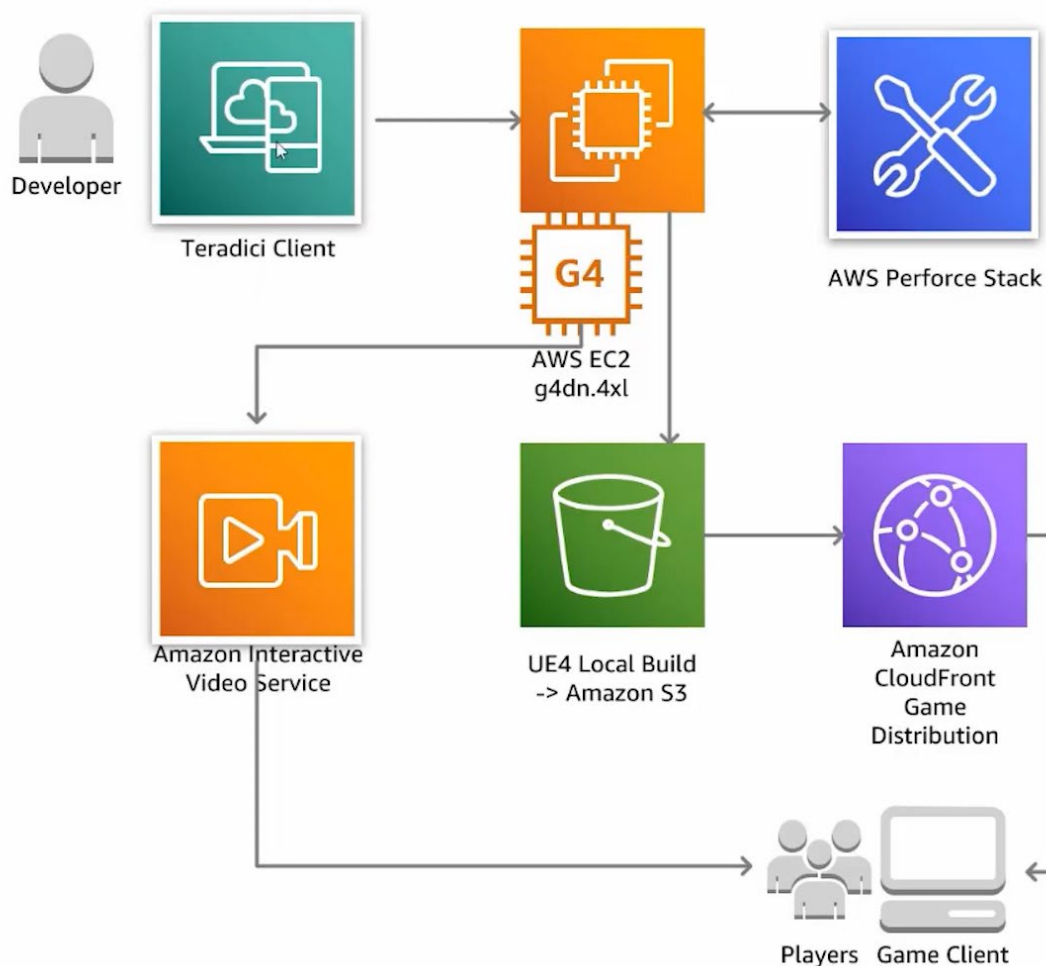 Developer
Teradici Client
AWS Perforce Stack
G4
AWS EC2
g4dn.4xl
Amazon Interactive
Video Service
UE4 Local Build
-> Amazon S3
Amazon
CloudFront
Game
Distribution
Players
Game Client